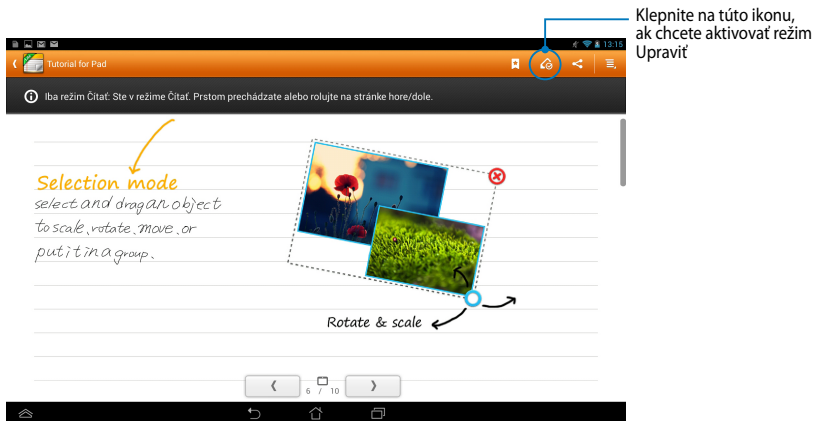 Klepnite na túto ikonu,
ak chcete aktivovať režim
Upraviť
13:15
Tutorial for Pad
Iba režim Čítať: Ste v režime Čítať. Prstom prechádzate alebo rolujte na stránke hore/dole.
Selection mode
select and drag an object
to scale, rotate, move, or
put it in a group.
Rotate & scale
6 / 10